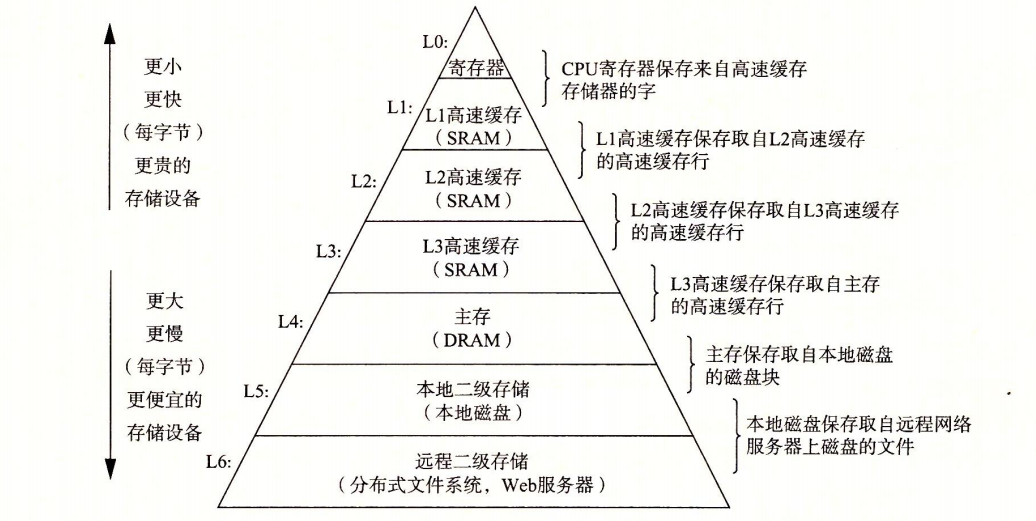 更小
更快
（每字节）
更贵的
存储设备
更大
更慢
（每字节）
更便宜的
存储设备
L0:
寄存器
CPU寄存器保存来自高速缓存
存储器的字
L1:
L1高速缓存
（SRAM）
L1高速缓存保存取自L2高速缓存
的高速缓存行
L2:
L2高速缓存
（SRAM）
L2高速缓存保存取自L3高速缓存
的高速缓存行
L3:
L3高速缓存
（SRAM）
L3高速缓存保存取自主存
的高速缓存行
L4:
主存
（DRAM）
主存保存取自本地磁盘
的磁盘块
L5:
本地二级存储
（本地磁盘）
本地磁盘保存取自远程网络
服务器上磁盘的文件
L6:
远程二级存储
（分布式文件系统，Web服务器）